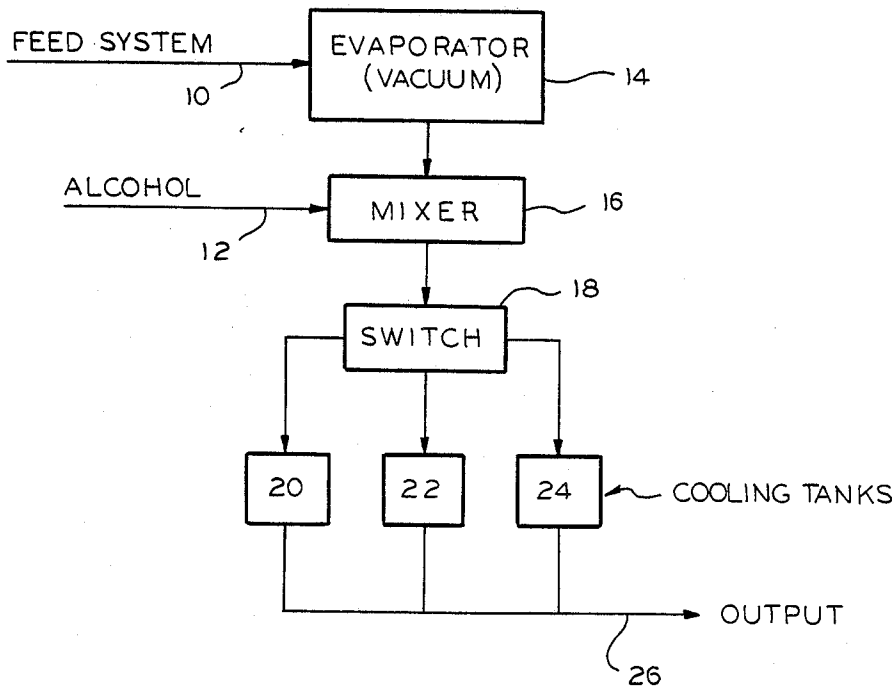 FEED SYSTEM
10
EVAPORATOR
(VACUUM)
14
ALCOHOL
12
MIXER
16
SWITCH
18
20
22
24
COOLING TANKS
OUTPUT
26